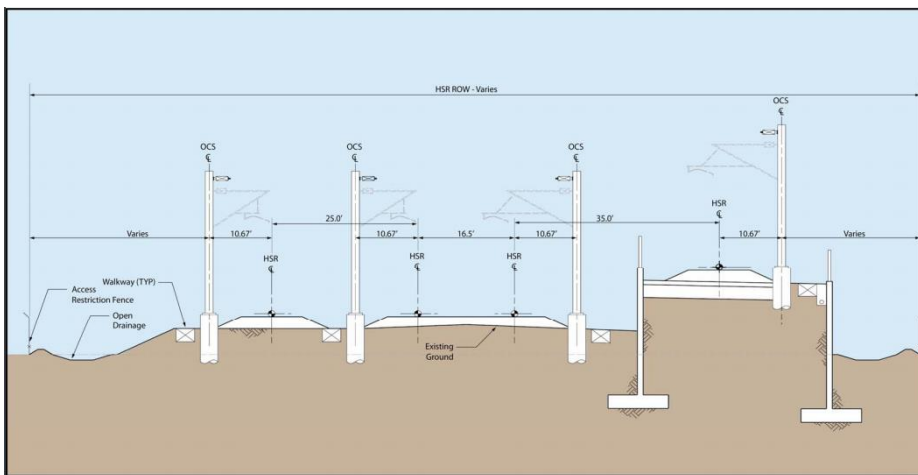 HSR ROW - Varies
OCS
℄
OCS
℄
OCS
℄
OCS
℄
25.0'
35.0'
HSR
℄
Varies
10.67'
10.67'
16.5'
10.67'
10.67'
Varies
HSR
℄
HSR
℄
HSR
℄
Walkway (TYP)
Access
Restriction Fence
Open
Drainage
Existing
Ground